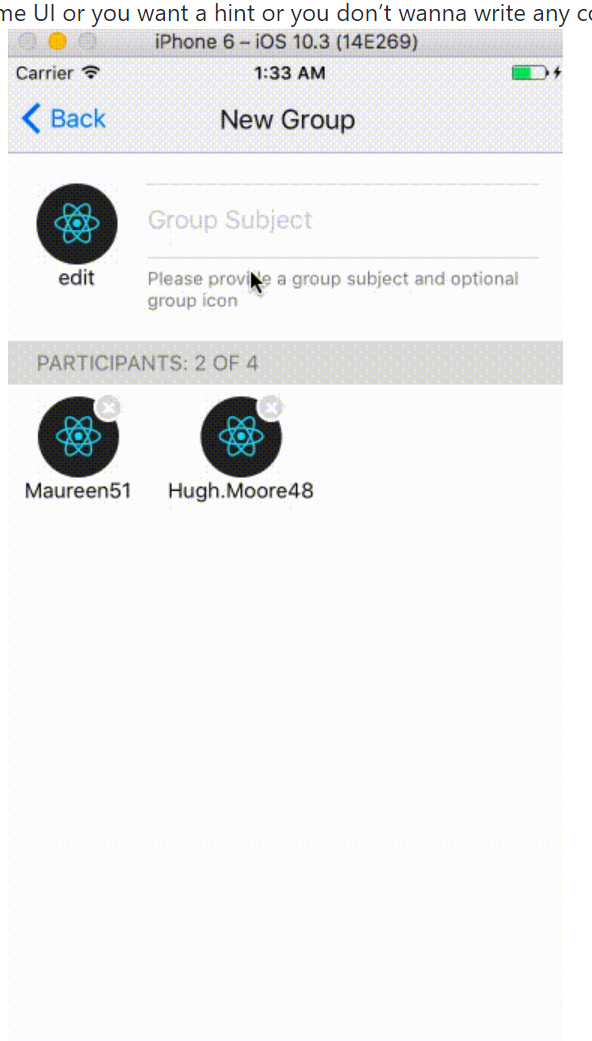 me UI or you want a hint or you don’t wanna write any co
iPhone 6 – iOS 10.3 (14E269)
Carrier 1:33 AM
Back New Group
Group Subject
edit
Please provide a group subject and optional
group icon
PARTICIPANTS: 2 OF 4
Maureen51 Hugh.Moore48